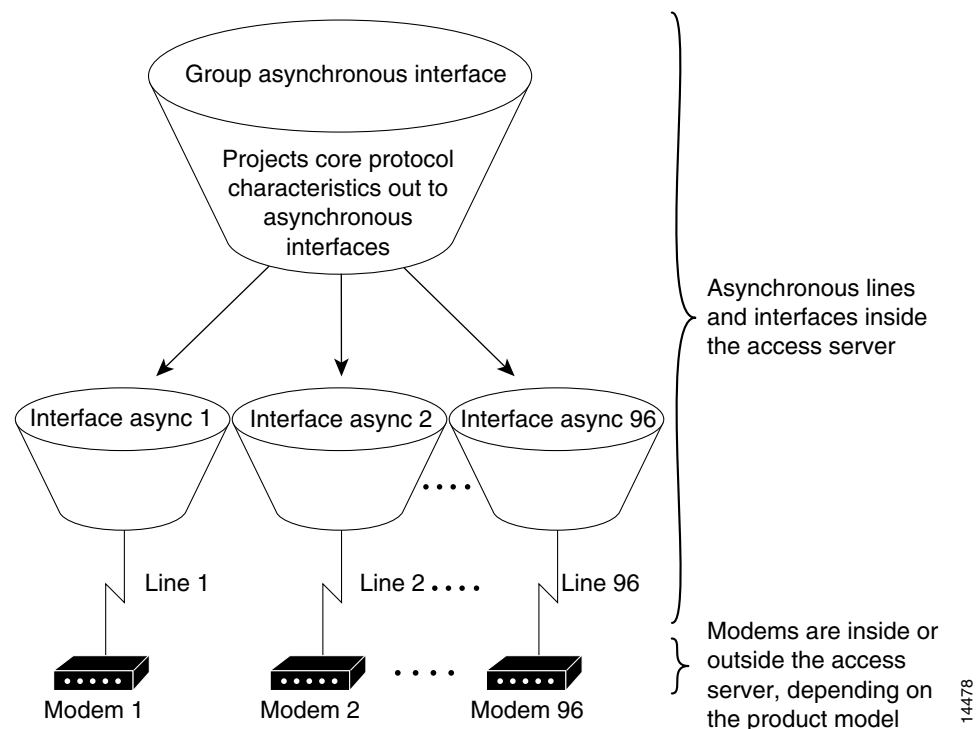 Group asynchronous interface
Projects core protocol
characteristics out to
asynchronous
interfaces
Asynchronous lines
and interfaces inside
the access server
Interface async 1
Interface async 2
Interface async 96
....
Line 1
Line 2 ....
Line 96
Modem 1
Modem 2
....
Modem 96
Modems are inside or
outside the access
server, depending on
the product model
14478